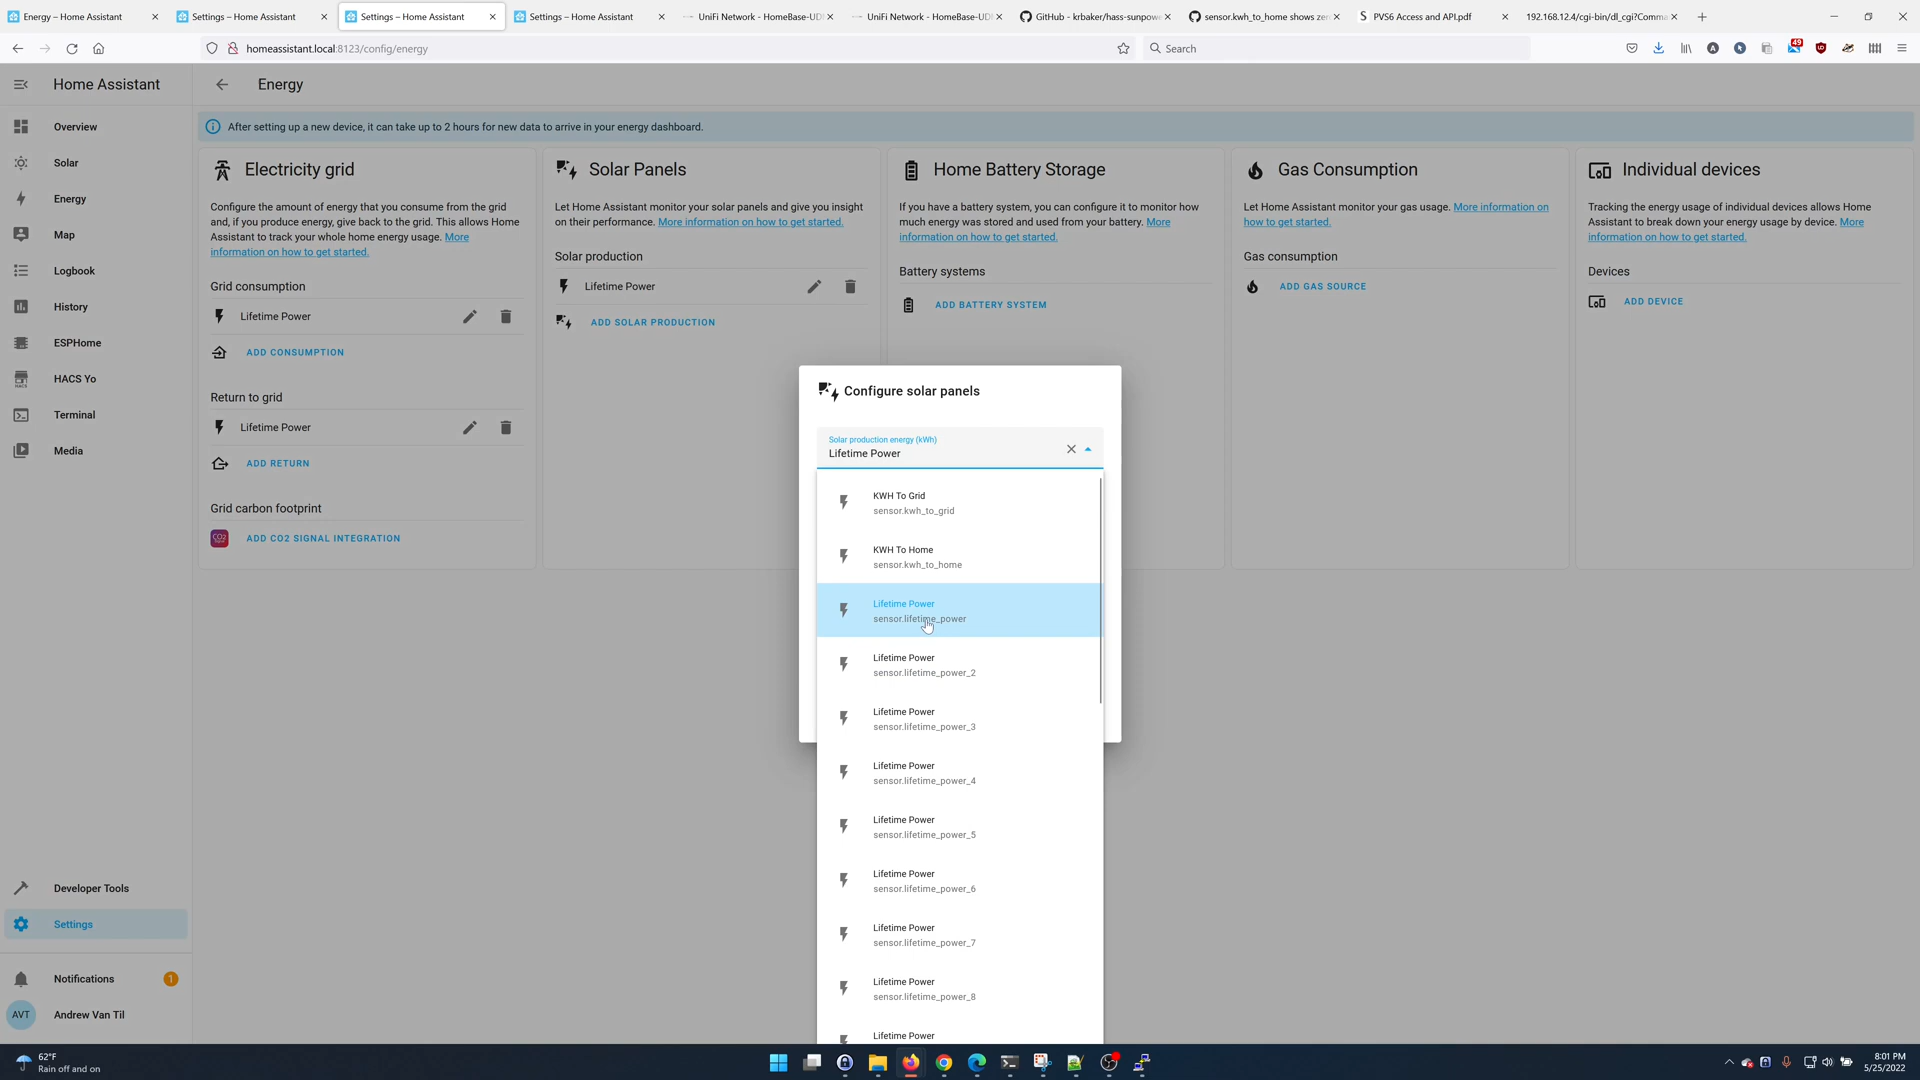 Energy – Home Assistant
Settings – Home Assistant
Settings – Home Assistant
Settings – Home Assistant
UniFi Network - HomeBase-UD
UniFi Network - HomeBase-UD
GitHub - krbaker/hass-sunpow
sensor.kwh_to_home shows ze
PVS6 Access and API.pdf
192.168.12.4/cgi-bin/dl_cgi?Comma
homeassistant.local:8123/config/energy
Search
49
Home Assistant
Energy
Overview
Solar
Energy
Map
Logbook
History
ESPHome
HACS Yo
Terminal
Media
Developer Tools
Settings
Notifications
1
AVT
Andrew Van Til
After setting up a new device, it can take up to 2 hours for new data to arrive in your energy dashboard.
Electricity grid
Configure the amount of energy that you consume from the grid
and, if you produce energy, give back to the grid. This allows Home
Assistant to track your whole home energy usage. More
information on how to get started.
Grid consumption
Lifetime Power
ADD CONSUMPTION
Return to grid
Lifetime Power
ADD RETURN
Grid carbon footprint
CO2
ADD CO2 SIGNAL INTEGRATION
Solar Panels
Let Home Assistant monitor your solar panels and give you insight
on their performance. More information on how to get started.
Solar production
Lifetime Power
ADD SOLAR PRODUCTION
Home Battery Storage
If you have a battery system, you can configure it to monitor how
much energy was stored and used from your battery. More
information on how to get started.
Battery systems
ADD BATTERY SYSTEM
Gas Consumption
Let Home Assistant monitor your gas usage. More information on
how to get started.
Gas consumption
ADD GAS SOURCE
Individual devices
Tracking the energy usage of individual devices allows Home
Assistant to break down your energy usage by device. More
information on how to get started.
Devices
ADD DEVICE
Configure solar panels
Solar production energy (kWh)
Lifetime Power
KWH To Grid
sensor.kwh_to_grid
KWH To Home
sensor.kwh_to_home
Lifetime Power
sensor.lifetime_power
Lifetime Power
sensor.lifetime_power_2
Lifetime Power
sensor.lifetime_power_3
Lifetime Power
sensor.lifetime_power_4
Lifetime Power
sensor.lifetime_power_5
Lifetime Power
sensor.lifetime_power_6
Lifetime Power
sensor.lifetime_power_7
Lifetime Power
sensor.lifetime_power_8
Lifetime Power
62°F
Rain off and on
8:01 PM
5/25/2022